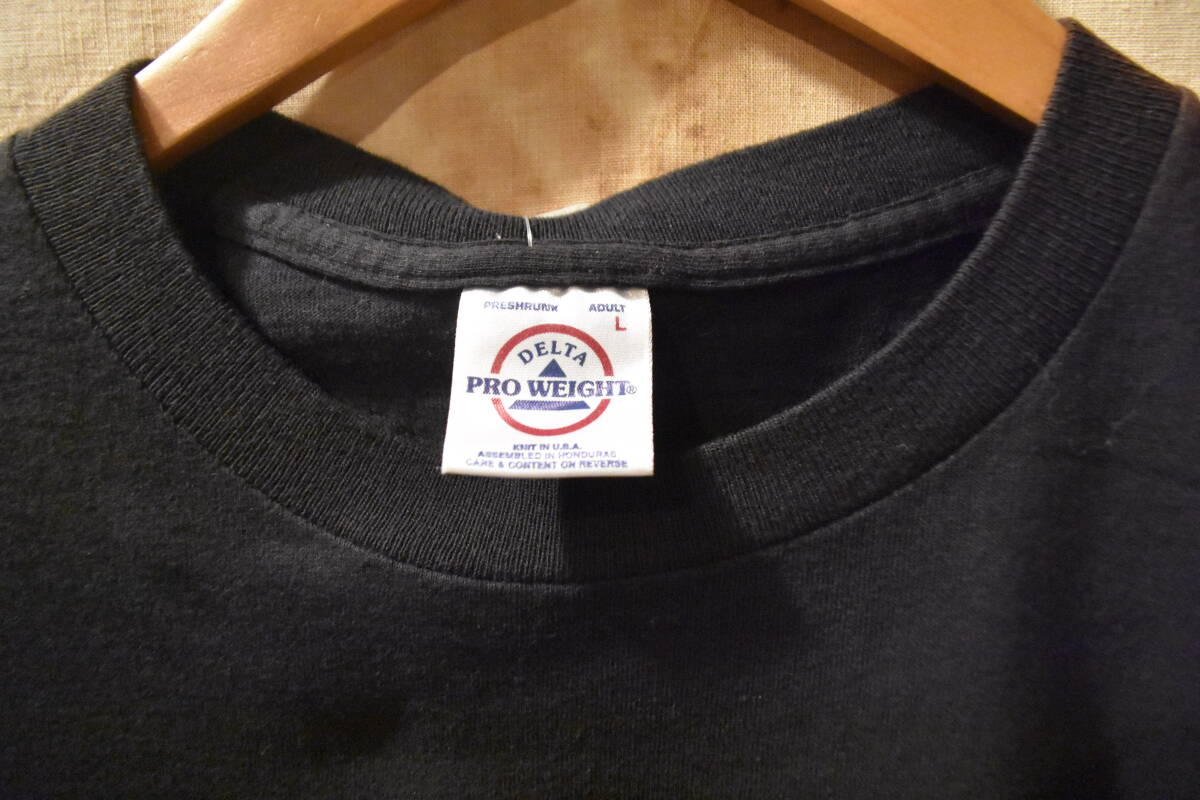 PRESHRUNK ADULT
L
DELTA
PRO WEIGHT®
KNIT IN U.S.A.
ASSEMBLED IN HONDURAS
CARE & CONTENT ON REVERSE